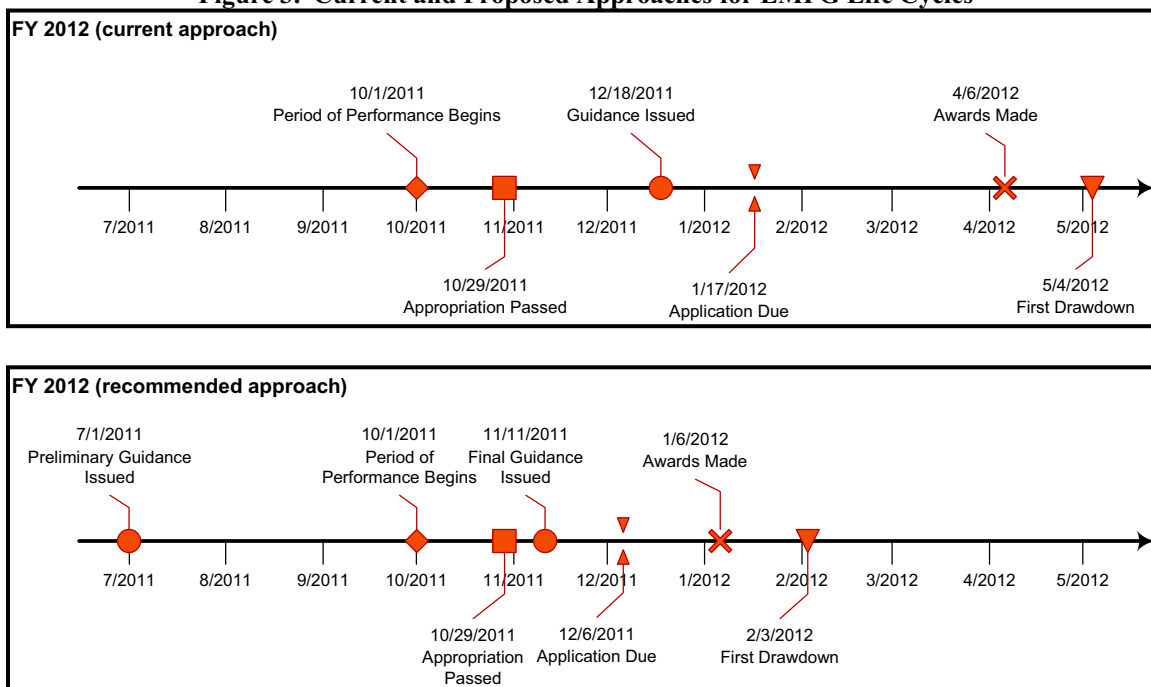 Figure 3. Current and Proposed Approaches for EMPG Life Cycles
FY 2012 (current approach)
10/1/2011
Period of Performance Begins
12/18/2011
Guidance Issued
4/6/2012
Awards Made
7/2011
8/2011
9/2011
10/2011
11/2011
12/2011
1/2012
2/2012
3/2012
4/2012
5/2012
10/29/2011
Appropriation Passed
1/17/2012
Application Due
5/4/2012
First Drawdown
FY 2012 (recommended approach)
7/1/2011
Preliminary Guidance
Issued
10/1/2011
Period of
Performance Begins
11/11/2011
Final Guidance
Issued
1/6/2012
Awards Made
7/2011
8/2011
9/2011
10/2011
11/2011
12/2011
1/2012
2/2012
3/2012
4/2012
5/2012
10/29/2011
Appropriation
Passed
12/6/2011
Application Due
2/3/2012
First Drawdown